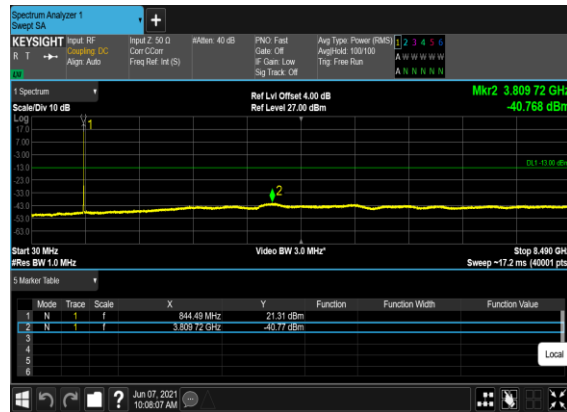 Spectrum Analyzer 1
Swept SA
+
KEYSIGHT Input: RF Input Z: 50 Ω #Atten: 40 dB PNO: Fast Avg Type: Power (RMS) 1 2 3 4 5 6
R T Coupling: DC Corr CCorr Gate: Off Avg|Hold: 100/100 A W W W W W
Align: Auto Freq Ref: Int (S) IF Gain: Low Trig: Free Run A N N N N N
Sig Track: Off
1 Spectrum
Ref Lvl Offset 4.00 dB Mkr2 3.809 72 GHz
Scale/Div 10 dB Ref Level 27.00 dBm -40.768 dBm
Log
1
17.0
7.00
-3.00
-13.0 DL1 -13.00 dBm
-23.0
-33.0 2
-43.0
-53.0
-63.0
Start 30 MHz Video BW 3.0 MHz* Stop 8.490 GHz
#Res BW 1.0 MHz Sweep ~17.2 ms (40001 pts)
5 Marker Table
Mode Trace Scale X Y Function Function Width Function Value
1 N 1 f 844.49 MHz 21.31 dBm
2 N 1 f 3.809 72 GHz -40.77 dBm
3
4
5
6
Local
? Jun 07, 2021
10:08:07 AM